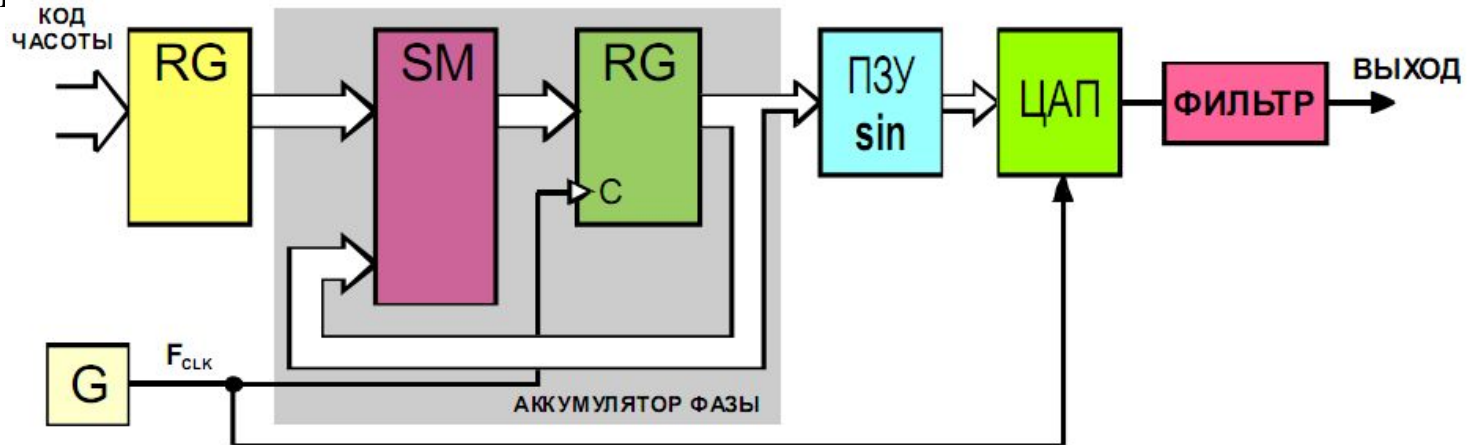 КОД
ЧАСОТЫ
RG
SM
RG
C
ПЗУ
sin
ЦАП
ФИЛЬТР
ВЫХОД
G
FCLK
АККУМУЛЯТОР ФАЗЫ